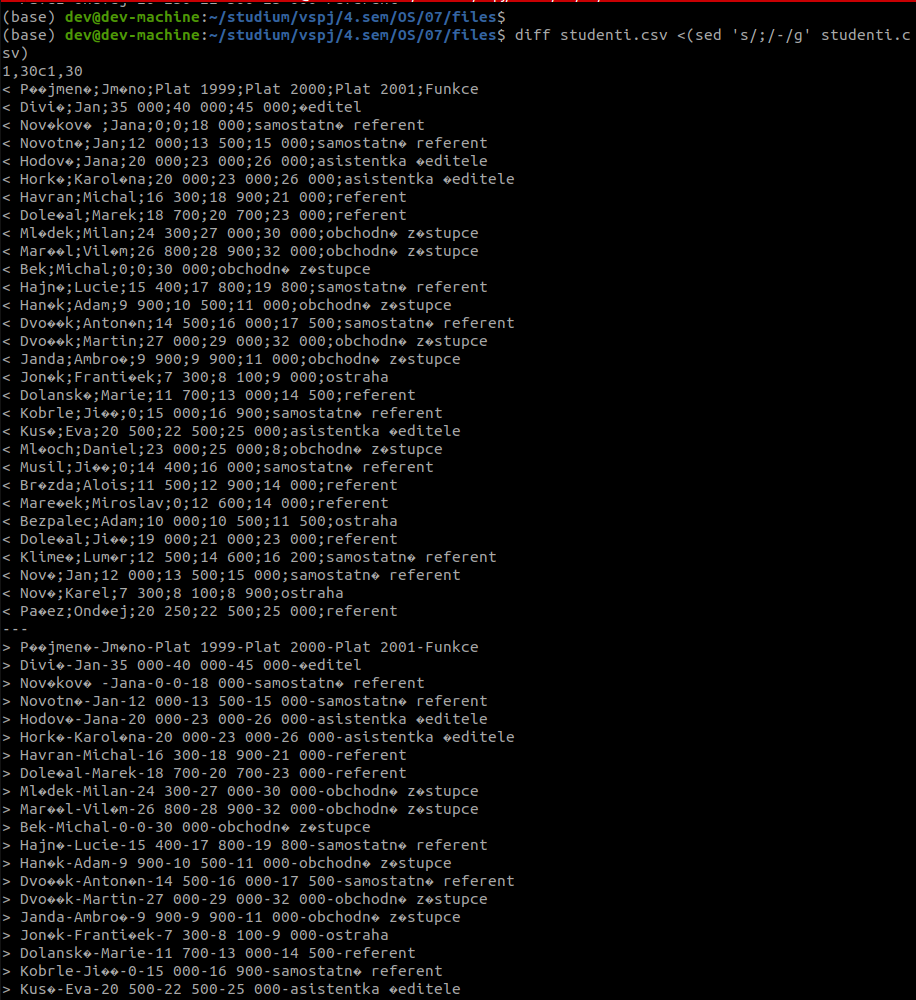 (base) dev@dev-machine:~/studium/vspj/4.sem/OS/07/files$
(base) dev@dev-machine:~/studium/vspj/4.sem/OS/07/files$ diff studenti.csv <(sed 's/;/-/g' studenti.c
sv)
1,30c1,30
< P��jmen�;Jm�no;Plat 1999;Plat 2000;Plat 2001;Funkce
< Divi�;Jan;35 000;40 000;45 000;�editel
< Nov�kov� ;Jana;0;0;18 000;samostatn� referent
< Novotn�;Jan;12 000;13 500;15 000;samostatn� referent
< Hodov�;Jana;20 000;23 000;26 000;asistentka �editele
< Hork�;Karol�na;20 000;23 000;26 000;asistentka �editele
< Havran;Michal;16 300;18 900;21 000;referent
< Dole�al;Marek;18 700;20 700;23 000;referent
< Ml�dek;Milan;24 300;27 000;30 000;obchodn� z�stupce
< Mar��l;Vil�m;26 800;28 900;32 000;obchodn� z�stupce
< Bek;Michal;0;0;30 000;obchodn� z�stupce
< Hajn�;Lucie;15 400;17 800;19 800;samostatn� referent
< Han�k;Adam;9 900;10 500;11 000;obchodn� z�stupce
< Dvo��k;Anton�n;14 500;16 000;17 500;samostatn� referent
< Dvo��k;Martin;27 000;29 000;32 000;obchodn� z�stupce
< Janda;Ambro�;9 900;9 900;11 000;obchodn� z�stupce
< Jon�k;Franti�ek;7 300;8 100;9 000;ostraha
< Dolansk�;Marie;11 700;13 000;14 500;referent
< Kobrle;Ji��;0;15 000;16 900;samostatn� referent
< Kus�;Eva;20 500;22 500;25 000;asistentka �editele
< Ml�och;Daniel;23 000;25 000;8;obchodn� z�stupce
< Musil;Ji��;0;14 400;16 000;samostatn� referent
< Br�zda;Alois;11 500;12 900;14 000;referent
< Mare�ek;Miroslav;0;12 600;14 000;referent
< Bezpalec;Adam;10 000;10 500;11 500;ostraha
< Dole�al;Ji��;19 000;21 000;23 000;referent
< Klime�;Lum�r;12 500;14 600;16 200;samostatn� referent
< Nov�;Jan;12 000;13 500;15 000;samostatn� referent
< Nov�;Karel;7 300;8 100;8 900;ostraha
< Pa�ez;Ond�ej;20 250;22 500;25 000;referent
---
> P��jmen�-Jm�no-Plat 1999-Plat 2000-Plat 2001-Funkce
> Divi�-Jan-35 000-40 000-45 000-�editel
> Nov�kov� -Jana-0-0-18 000-samostatn� referent
> Novotn�-Jan-12 000-13 500-15 000-samostatn� referent
> Hodov�-Jana-20 000-23 000-26 000-asistentka �editele
> Hork�-Karol�na-20 000-23 000-26 000-asistentka �editele
> Havran-Michal-16 300-18 900-21 000-referent
> Dole�al-Marek-18 700-20 700-23 000-referent
> Ml�dek-Milan-24 300-27 000-30 000-obchodn� z�stupce
> Mar��l-Vil�m-26 800-28 900-32 000-obchodn� z�stupce
> Bek-Michal-0-0-30 000-obchodn� z�stupce
> Hajn�-Lucie-15 400-17 800-19 800-samostatn� referent
> Han�k-Adam-9 900-10 500-11 000-obchodn� z�stupce
> Dvo��k-Anton�n-14 500-16 000-17 500-samostatn� referent
> Dvo��k-Martin-27 000-29 000-32 000-obchodn� z�stupce
> Janda-Ambro�-9 900-9 900-11 000-obchodn� z�stupce
> Jon�k-Franti�ek-7 300-8 100-9 000-ostraha
> Dolansk�-Marie-11 700-13 000-14 500-referent
> Kobrle-Ji��-0-15 000-16 900-samostatn� referent
> Kus�-Eva-20 500-22 500-25 000-asistentka �editele